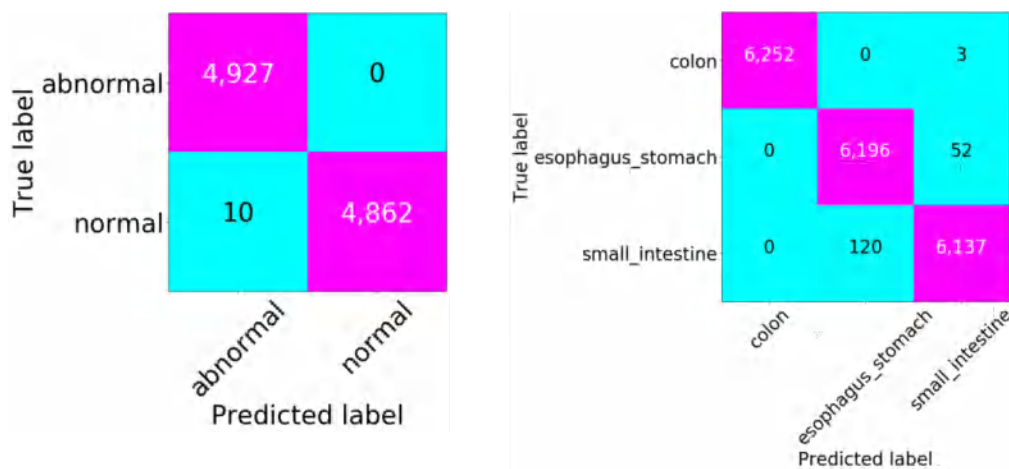 True label
abnormal
4,927
0
normal
10
4,862
abnormal
normal
Predicted label
True label
colon
6,252
0
3
esophagus_stomach
0
6,196
52
small_intestine
0
120
6,137
colon
esophagus_stomach
small_intestine
Predicted label